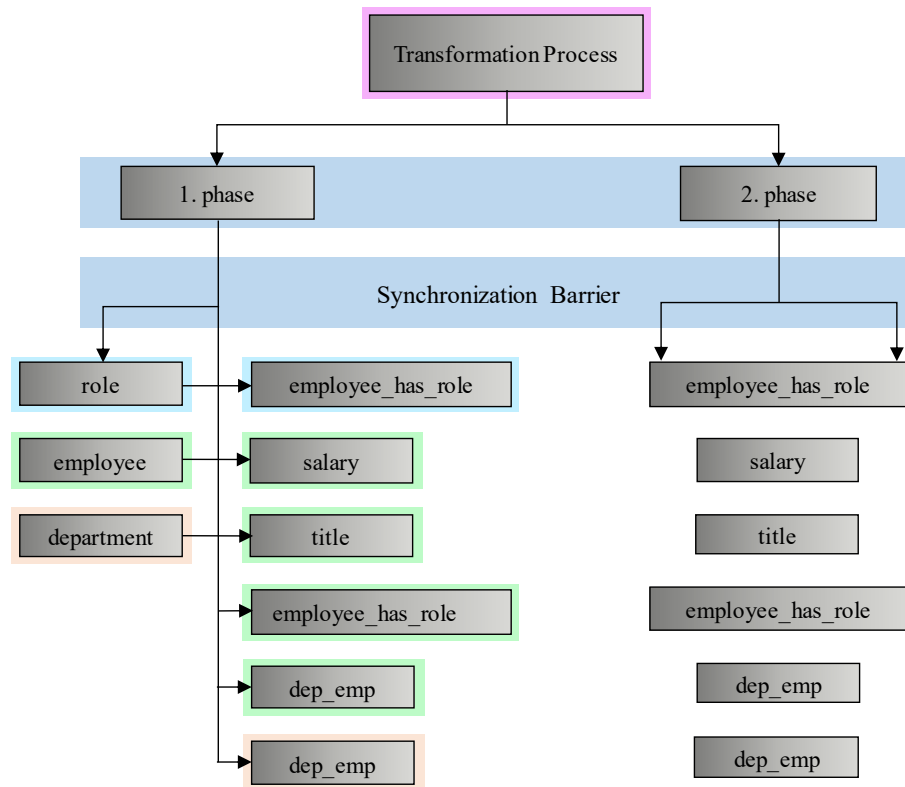 Transformation Process
1. phase
2. phase
Synchronization Barrier
role
employee_has_role
employee_has_role
employee
salary
salary
department
title
title
employee_has_role
employee_has_role
dep_emp
dep_emp
dep_emp
dep_emp